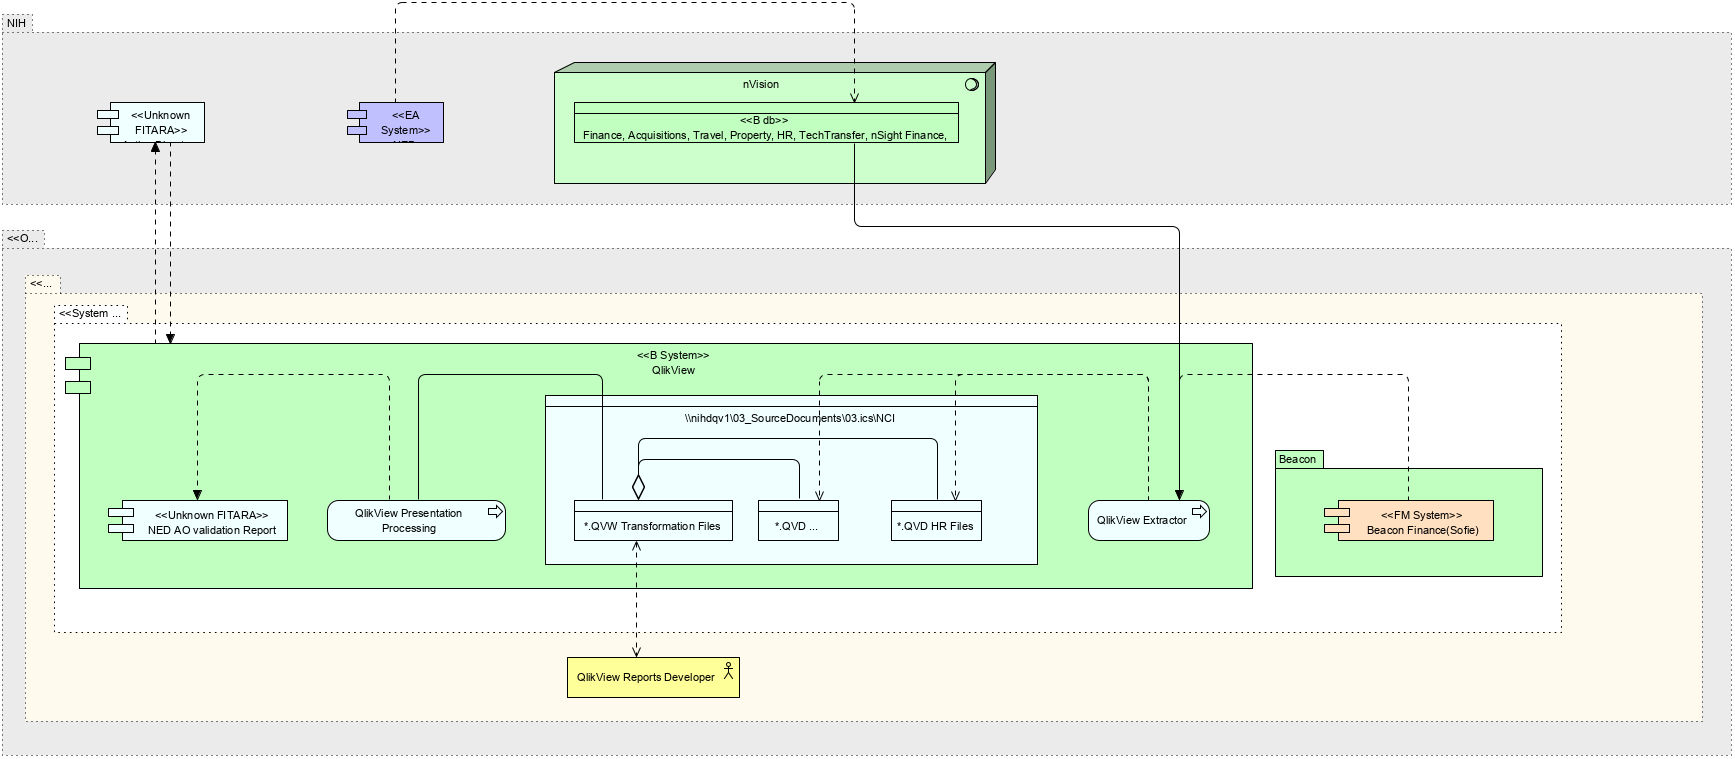 NIH
nVision
<<Unknown
FITARA>>
<<EA
System>>
<<B db>>
Finance, Acquisitions, Travel, Property, HR, TechTransfer, nSight Finance,
<<O...
<<...
<<System ...
<<B System>>
QlikView
\\nihdqv1\03_SourceDocuments\03.ics\NCI
Beacon
<<Unknown FITARA>>
NED AO validation Report
QlikView Presentation
Processing
*.QVW Transformation Files
*.QVD ...
*.QVD HR Files
QlikView Extractor
<<FM System>>
Beacon Finance(Sofie)
QlikView Reports Developer